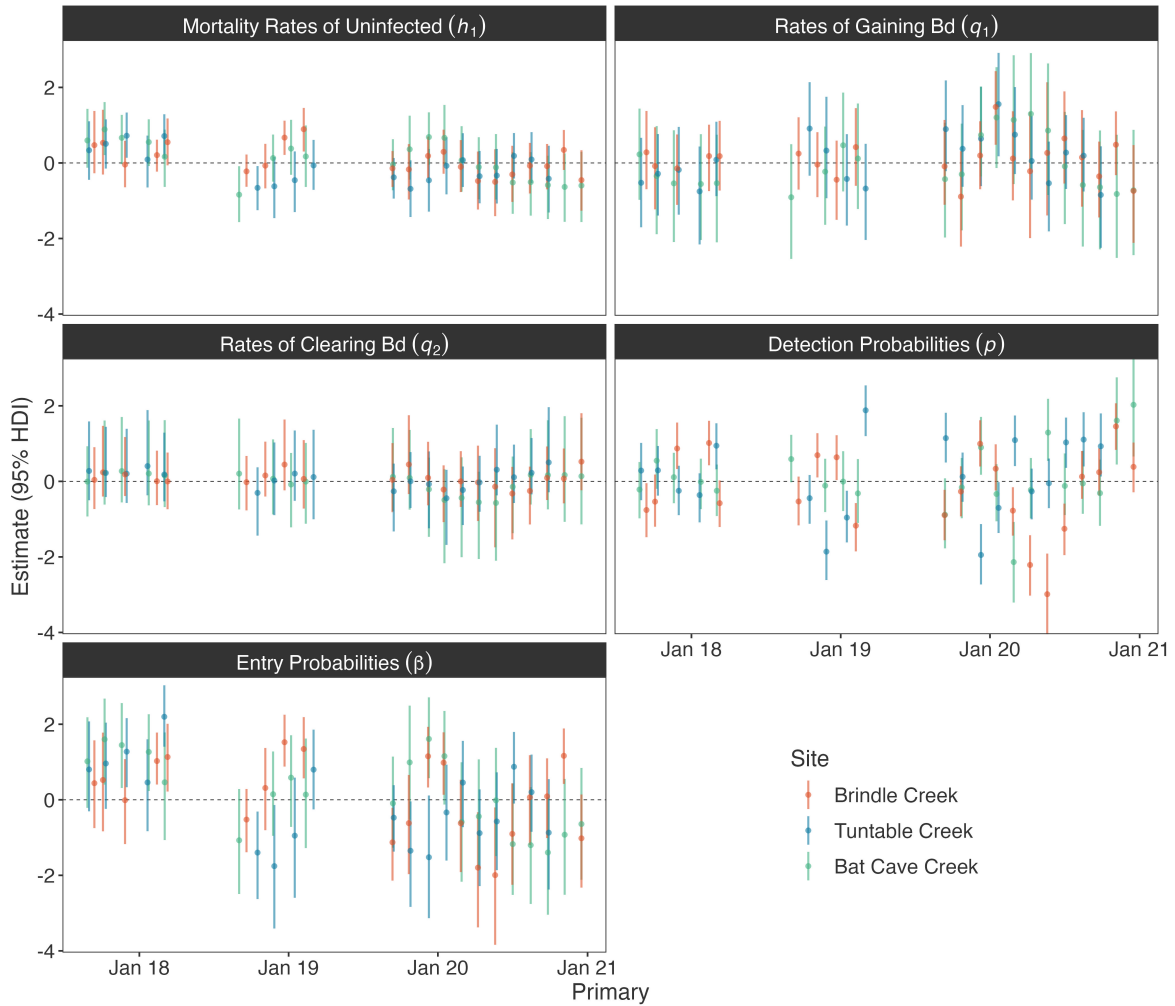 Mortality Rates of Uninfected (h₁)
Rates of Gaining Bd (q₁)
2
0
-2
-4
Rates of Clearing Bd (q₂)
Detection Probabilities (p)
2
0
-2
-4
Jan 18 Jan 19 Jan 20 Jan 21
Entry Probabilities (β)
2
0
-2
-4
Jan 18 Jan 19 Jan 20 Jan 21
Estimate (95% HDI)
Primary
Site
Brindle Creek
Tuntable Creek
Bat Cave Creek